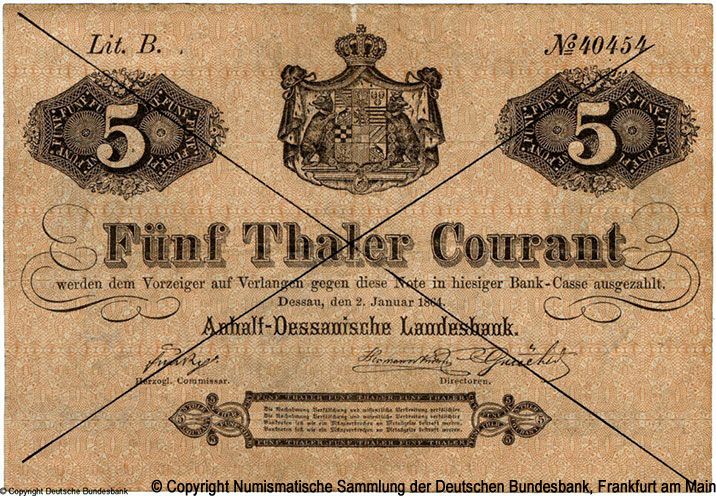 Lit. B.
№ 40454
5
5
Fünf Thaler Courant
werden dem Vorzeiger auf Verlangen gegen diese Note in hiesiger Bank-Casse ausgezahlt.
Dessau, den 2. Januar 1864.
Anhalt-Dessauische Landesbank.
Herzogl. Commissar.
Directoren.
FÜNF THALER FÜNF THALER FÜNF THALER
FÜNF THALER FÜNF THALER FÜNF THALER
© Copyright Deutsche Bundesbank
© Copyright Numismatische Sammlung der Deutschen Bundesbank, Frankfurt am Main